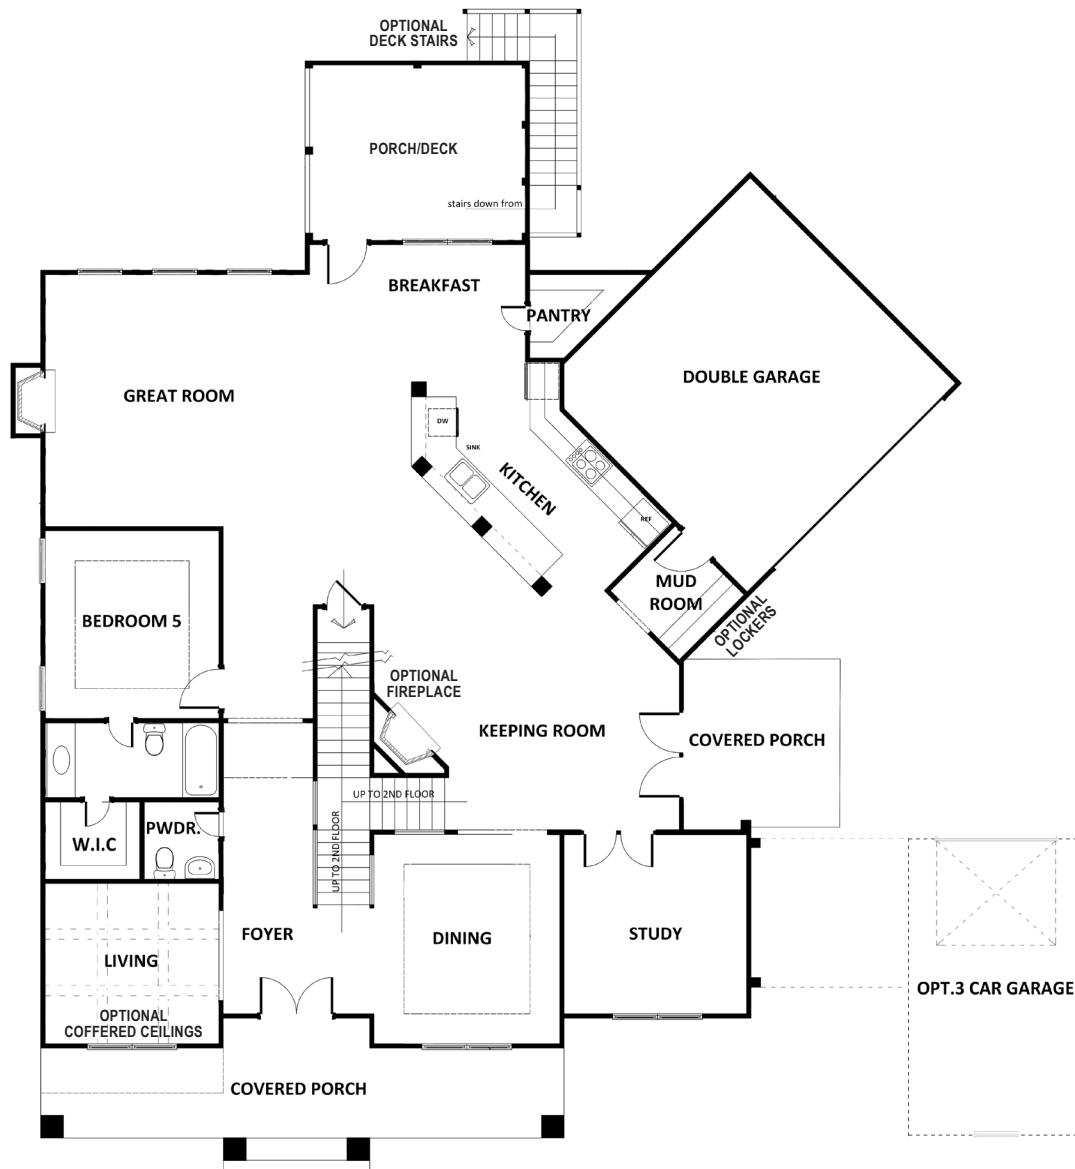 OPTIONAL
DECK STAIRS
PORCH/DECK
stairs down from
BREAKFAST
PANTRY
DOUBLE GARAGE
GREAT ROOM
DW
SINK
KITCHEN
REF
MUD
ROOM
OPTIONAL
LOCKERS
BEDROOM 5
OPTIONAL
FIREPLACE
KEEPING ROOM
COVERED PORCH
UP TO 2ND FLOOR
UP TO 2ND FLOOR
PWDR.
W.I.C
FOYER
DINING
STUDY
LIVING
OPT.3 CAR GARAGE
OPTIONAL
COFFERED CEILINGS
COVERED PORCH